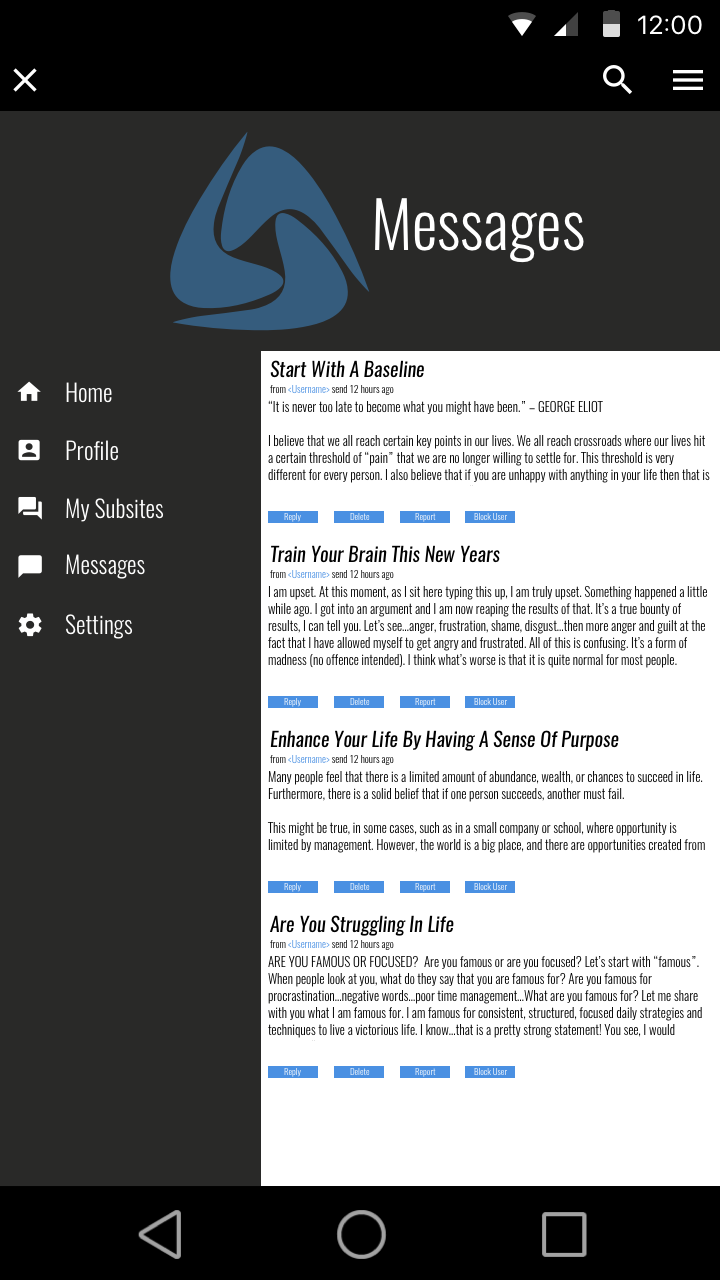 12:00
Messages
Home
Profile
My Subsites
Messages
Settings
Start With A Baseline
from <Username> send 12 hours ago
“It is never too late to become what you might have been.” – GEORGE ELIOT
I believe that we all reach certain key points in our lives. We all reach crossroads where our lives hit
a certain threshold of “pain” that we are no longer willing to settle for. This threshold is very
different for every person. I also believe that if you are unhappy with anything in your life then that is
Reply Delete Report Block User
Train Your Brain This New Years
from <Username> send 12 hours ago
I am upset. At this moment, as I sit here typing this up, I am truly upset. Something happened a little
while ago. I got into an argument and I am now reaping the results of that. It’s a true bounty of
results, I can tell you. Let’s see…anger, frustration, shame, disgust…then more anger and guilt at the
fact that I have allowed myself to get angry and frustrated. All of this is confusing. It’s a form of
madness (no offence intended). I think what’s worse is that it is quite normal for most people.
Reply Delete Report Block User
Enhance Your Life By Having A Sense Of Purpose
from <Username> send 12 hours ago
Many people feel that there is a limited amount of abundance, wealth, or chances to succeed in life.
Furthermore, there is a solid belief that if one person succeeds, another must fail.
This might be true, in some cases, such as in a small company or school, where opportunity is
limited by management. However, the world is a big place, and there are opportunities created from
Reply Delete Report Block User
Are You Struggling In Life
from <Username> send 12 hours ago
ARE YOU FAMOUS OR FOCUSED?  Are you famous or are you focused? Let’s start with “famous”.
When people look at you, what do they say that you are famous for? Are you famous for
procrastination…negative words…poor time management…What are you famous for? Let me share
with you what I am famous for. I am famous for consistent, structured, focused daily strategies and
techniques to live a victorious life. I know…that is a pretty strong statement! You see, I would
Reply Delete Report Block User